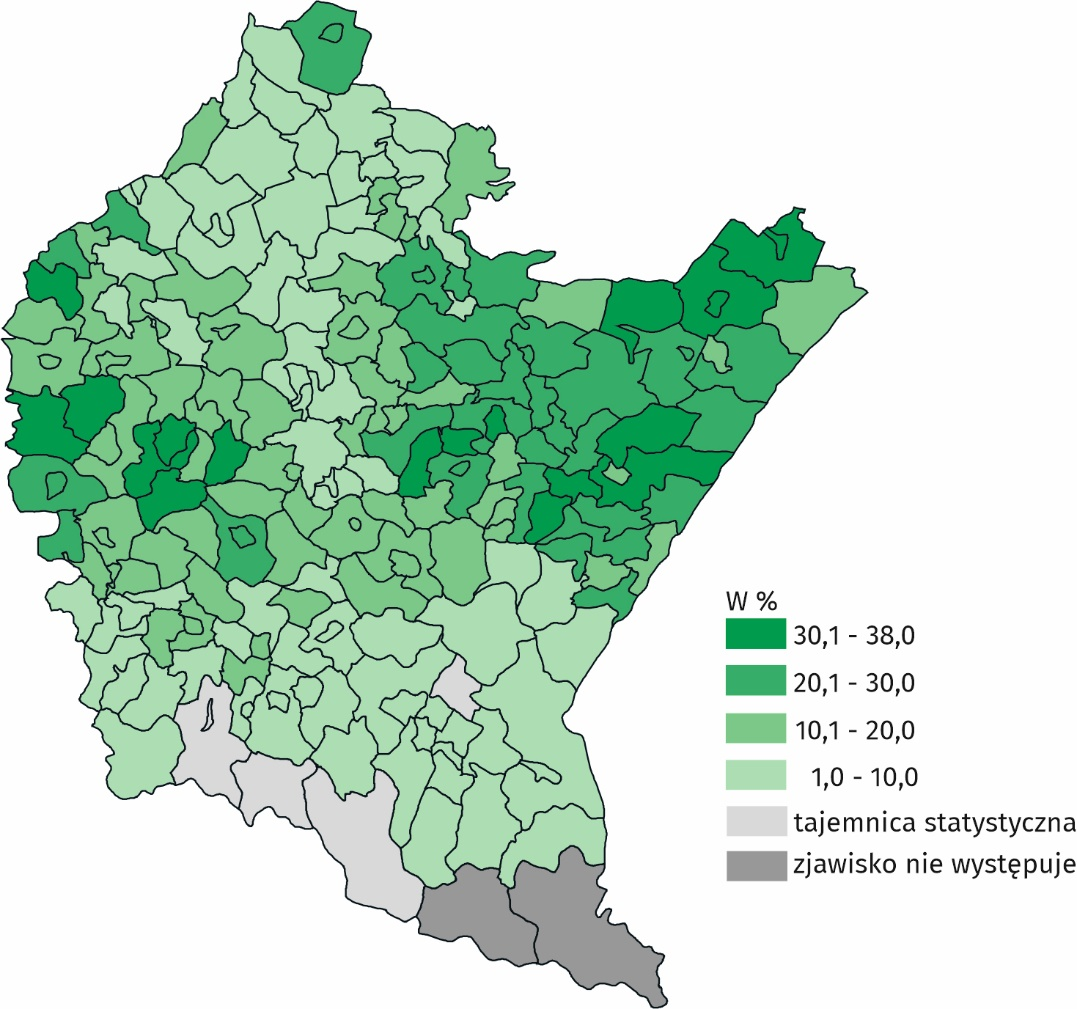 W %
30,1 - 38,0
20,1 - 30,0
10,1 - 20,0
1,0 - 10,0
tajemnica statystyczna
zjawisko nie występuje